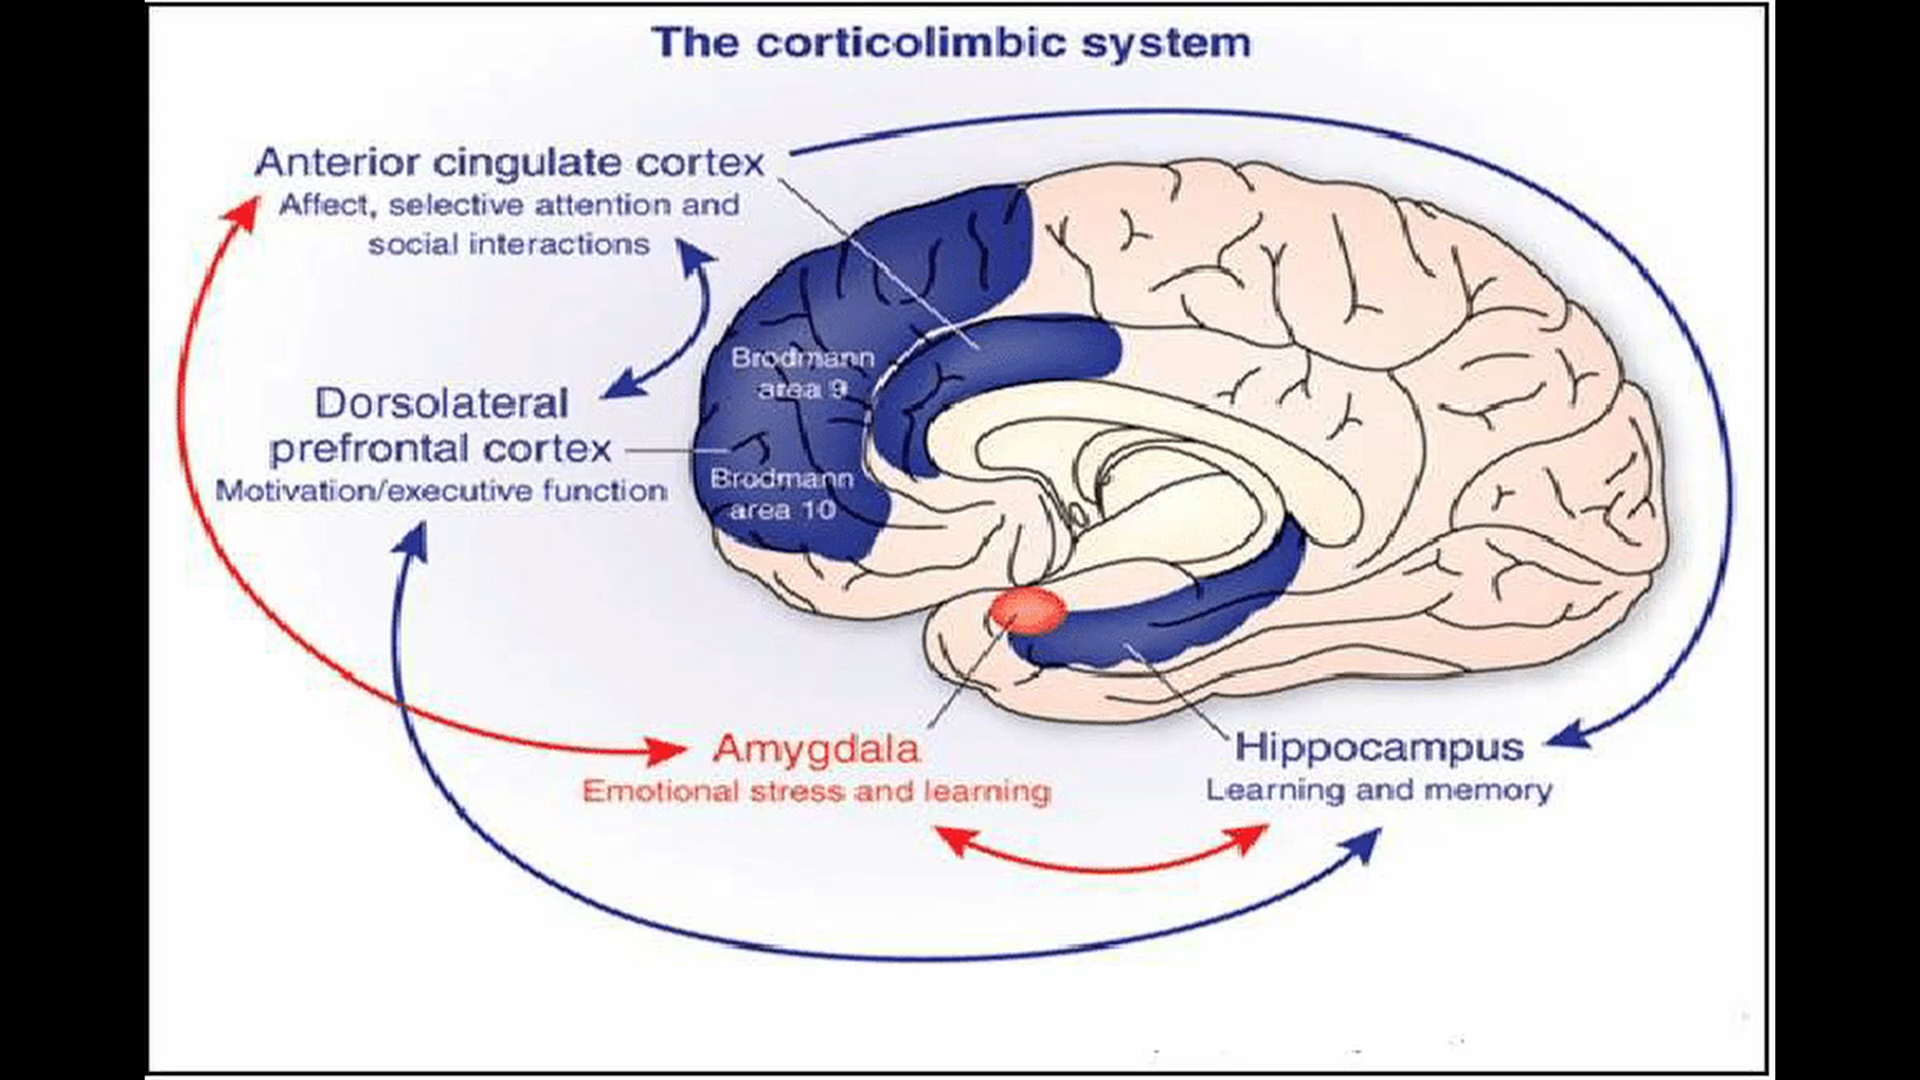 The corticolimbic system
Anterior cingulate cortex
Affect, selective attention and
social interactions
Dorsolateral
prefrontal cortex
Motivation/executive function
Brodmann
area 9
Brodmann
area 10
Amygdala
Emotional stress and learning
Hippocampus
Learning and memory